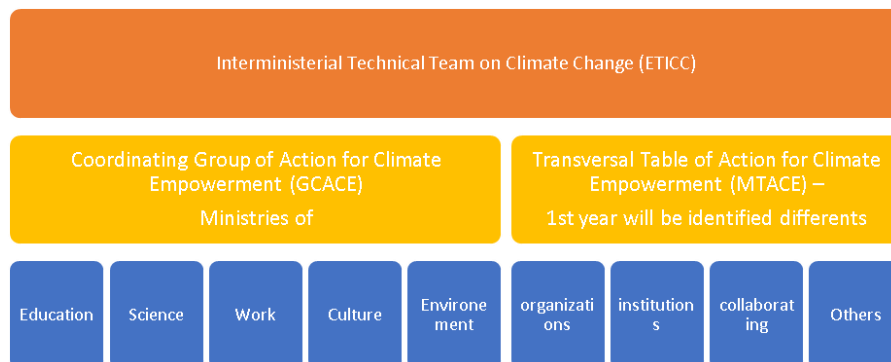 Interministerial Technical Team on Climate Change (ETICC)
Coordinating Group of Action for Climate
Empowerment (GCACE)
Ministries of
Transversal Table of Action for Climate
Empowerment (MTACE) –
1st year will be identified differents
Education
Science
Work
Culture
Environe
ment
organizati
ons
institution
s
collaborat
ing
Others